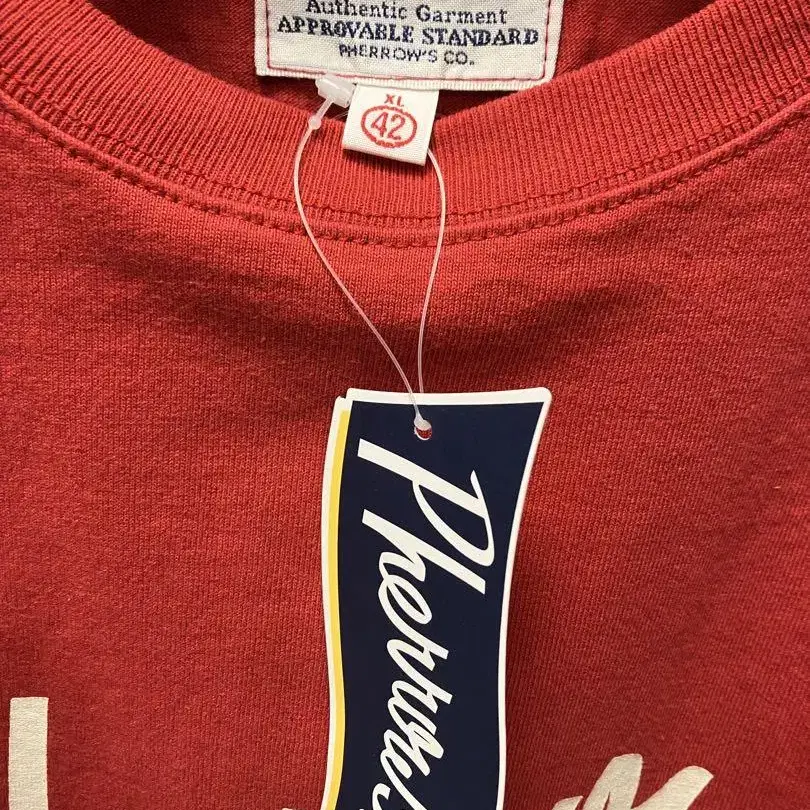 Authentic Garment
APPROVABLE STANDARD
PHERROW'S CO.
XL
42
Pherrow's